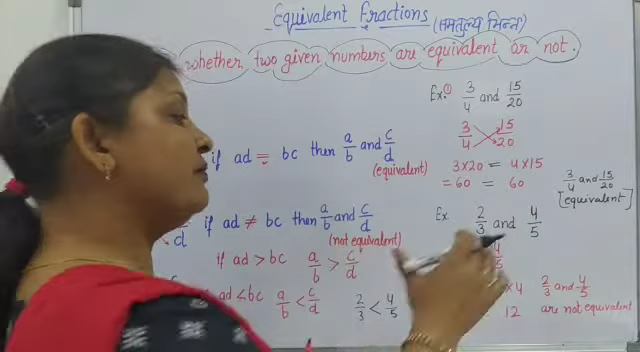 Equivalent Fractions (समतुल्य भिन्न)
whether two given numbers are equivalent or not.
Ex:① 3/4 and 15/20
3/4 15/20
if ad = bc then a/b and c/d
(equivalent)
3×20 = 4×15
= 60 = 60
3/4 and 15/20
[equivalent]
d if ad ≠ bc then a/b and c/d
(not equivalent)
Ex 2/3 and 4/5
4/5
if ad > bc a/b > c/d
ad < bc a/b < c/d
2/3 < 4/5
× 4
12
2/3 and 4/5
are not equivalent